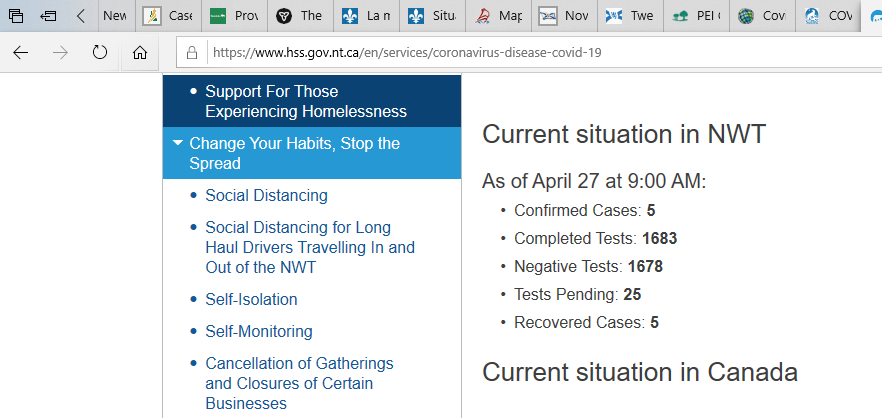 New
Case
Prov
The
La n
Situ
Map
Nov
Twe
PEI
Cov
COV
https://www.hss.gov.nt.ca/en/services/coronavirus-disease-covid-19
• Support For Those
Experiencing Homelessness
Change Your Habits, Stop the
Spread
• Social Distancing
• Social Distancing for Long
Haul Drivers Travelling In and
Out of the NWT
• Self-Isolation
• Self-Monitoring
• Cancellation of Gatherings
and Closures of Certain
Businesses
Current situation in NWT
As of April 27 at 9:00 AM:
• Confirmed Cases: 5
• Completed Tests: 1683
• Negative Tests: 1678
• Tests Pending: 25
• Recovered Cases: 5
Current situation in Canada